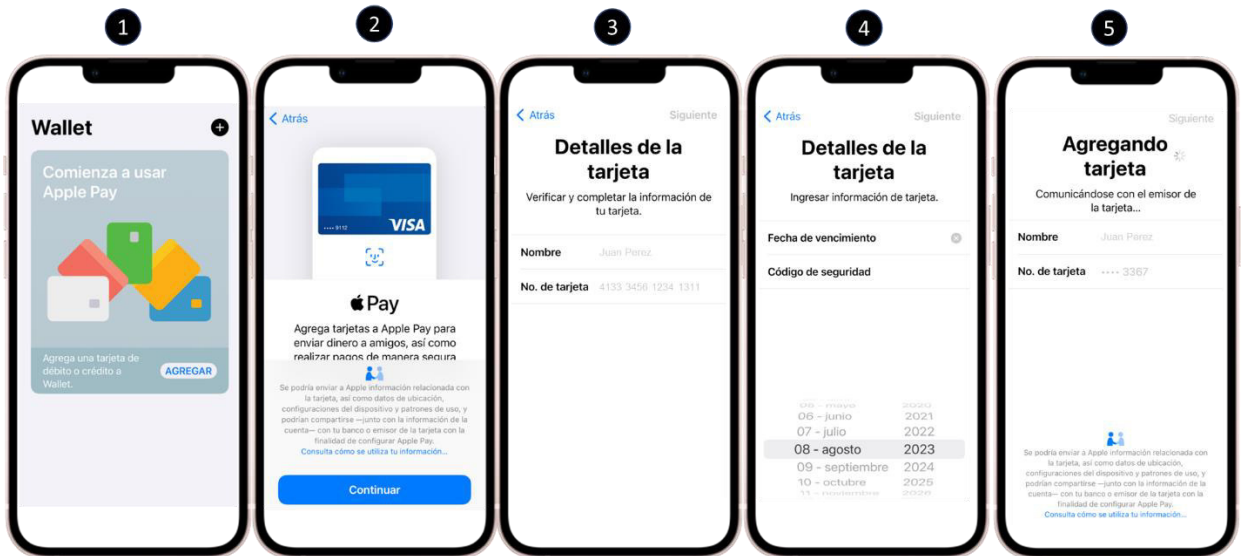 1
Wallet
Comienza a usar
Apple Pay
Agrega una tarjeta de
débito o crédito a
Wallet.
AGREGAR
2
Atrás
•••• 9112
VISA
Pay
Agrega tarjetas a Apple Pay para
enviar dinero a amigos, así como
realizar pagos de manera segura
Se podría enviar a Apple información relacionada con
la tarjeta, así como datos de ubicación,
configuraciones del dispositivo y patrones de uso, y
podrían compartirse —junto con la información de la
cuenta— con tu banco o emisor de la tarjeta con la
finalidad de configurar Apple Pay.
Consulta cómo se utiliza tu información...
Continuar
3
Atrás Siguiente
Detalles de la
tarjeta
Verificar y completar la información de
tu tarjeta.
Nombre Juan Perez
No. de tarjeta 4133 3456 1234 1311
4
Atrás Siguiente
Detalles de la
tarjeta
Ingresar información de tarjeta.
Fecha de vencimiento
Código de seguridad
05 - mayo 2020
06 - junio 2021
07 - julio 2022
08 - agosto 2023
09 - septiembre 2024
10 - octubre 2025
11 - noviembre 2026
5
Siguiente
Agregando
tarjeta
Comunicándose con el emisor de
la tarjeta...
Nombre Juan Perez
No. de tarjeta •••• 3367
Se podría enviar a Apple información relacionada con
la tarjeta, así como datos de ubicación,
configuraciones del dispositivo y patrones de uso, y
podrían compartirse —junto con la información de la
cuenta— con tu banco o emisor de la tarjeta con la
finalidad de configurar Apple Pay.
Consulta cómo se utiliza tu información...